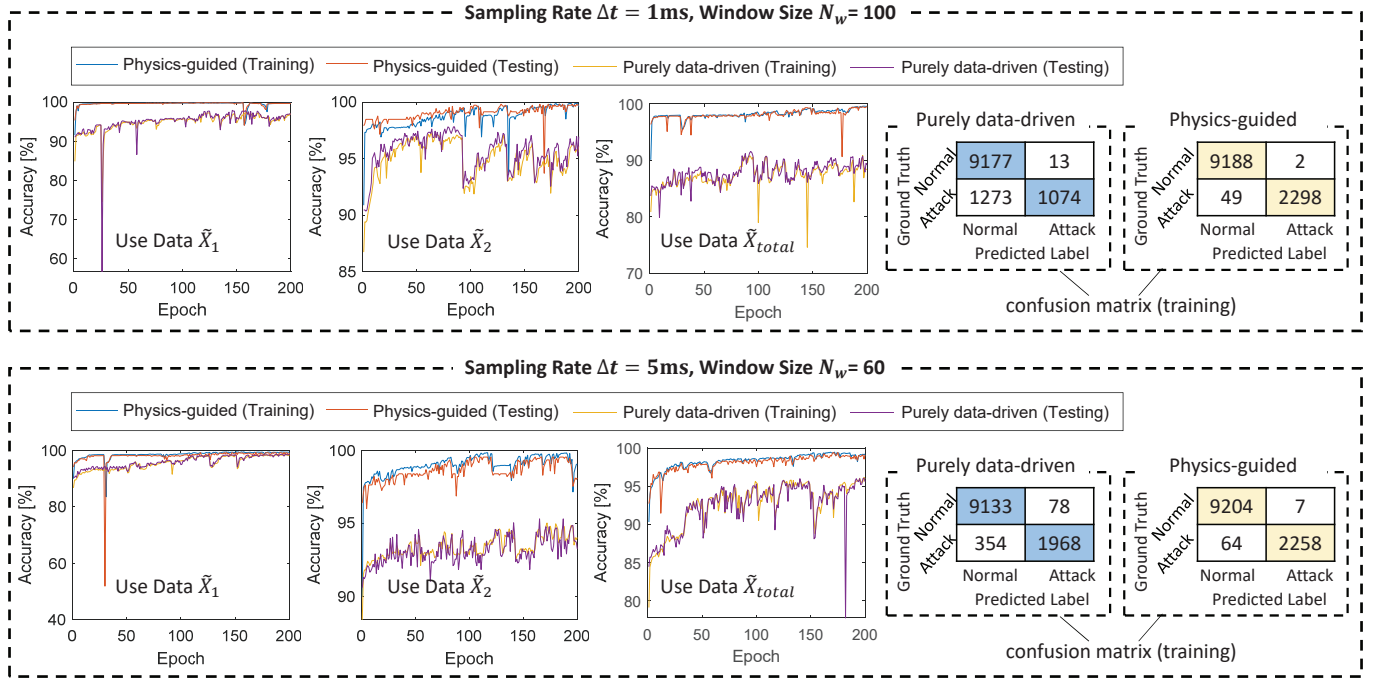 Sampling Rate Δt = 1ms, Window Size N_w= 100
Physics-guided (Training) Physics-guided (Testing) Purely data-driven (Training) Purely data-driven (Testing)
100
90
80
70
60
Accuracy [%]
Use Data X̃_1
0 50 100 150 200
Epoch
100
95
90
85
Accuracy [%]
Use Data X̃_2
0 50 100 150 200
Epoch
100
90
80
70
Accuracy [%]
Use Data X̃_total
0 50 100 150 200
Epoch
Purely data-driven
Ground Truth
Normal
Attack
9177 13
1273 1074
Normal Attack
Predicted Label
Physics-guided
Ground Truth
Normal
Attack
9188 2
49 2298
Normal Attack
Predicted Label
confusion matrix (training)
Sampling Rate Δt = 5ms, Window Size N_w= 60
Physics-guided (Training) Physics-guided (Testing) Purely data-driven (Training) Purely data-driven (Testing)
100
80
60
40
Accuracy [%]
Use Data X̃_1
0 50 100 150 200
Epoch
100
95
90
Accuracy [%]
Use Data X̃_2
0 50 100 150 200
Epoch
100
95
90
85
80
Accuracy [%]
Use Data X̃_total
0 50 100 150 200
Epoch
Purely data-driven
Ground Truth
Normal
Attack
9133 78
354 1968
Normal Attack
Predicted Label
Physics-guided
Ground Truth
Normal
Attack
9204 7
64 2258
Normal Attack
Predicted Label
confusion matrix (training)